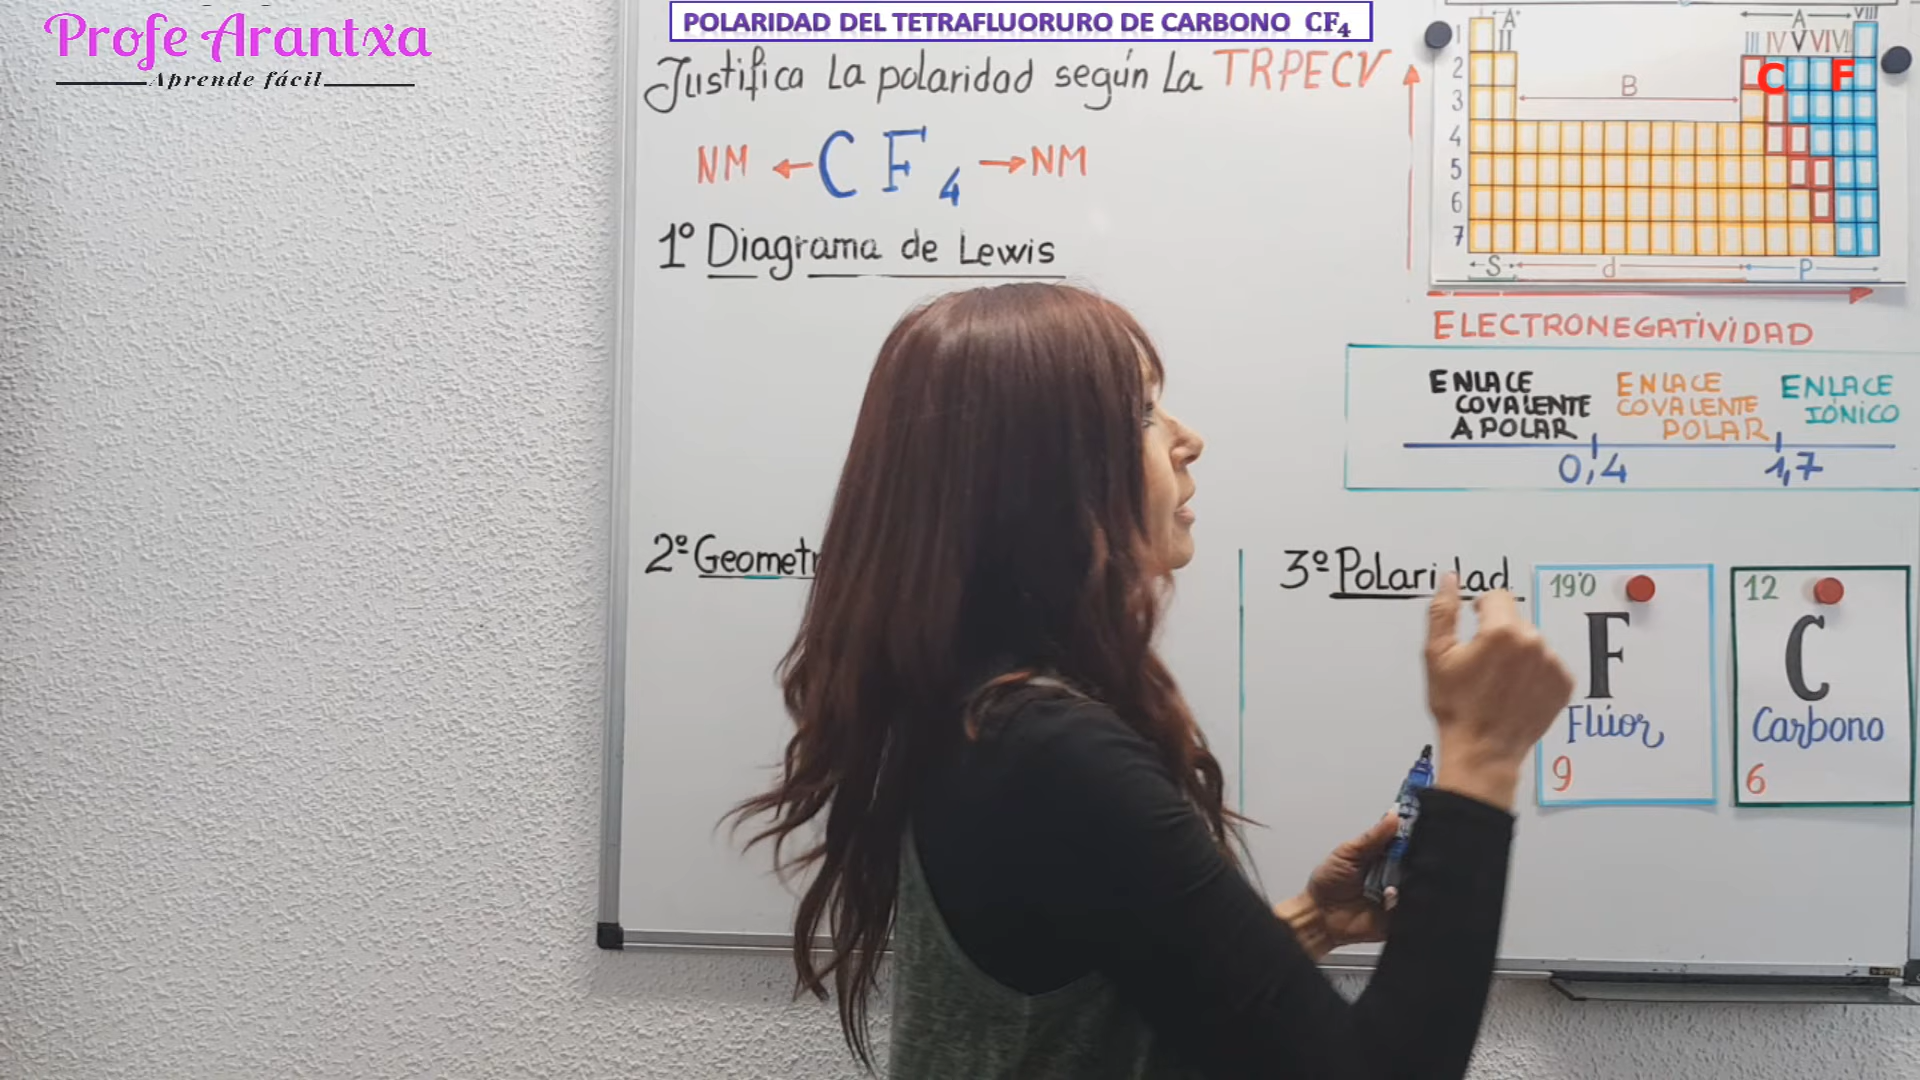 Profe Arantxa
Aprende fácil
POLARIDAD DEL TETRAFLUORURO DE CARBONO CF₄
Justifica la polaridad según la TRPECV
NM ← CF₄ → NM
1º Diagrama de Lewis
2º Geometr
3º Polaridad
A
II
A
VIII
III IV V VI VII
1
2
3
4
5
6
7
B
C
F
S
d
P
ELECTRONEGATIVIDAD
ENLACE
COVALENTE
APOLAR
ENLACE
COVALENTE
POLAR
ENLACE
IÓNICO
0,4
1,7
19'0
F
Flúor
9
12
C
Carbono
6